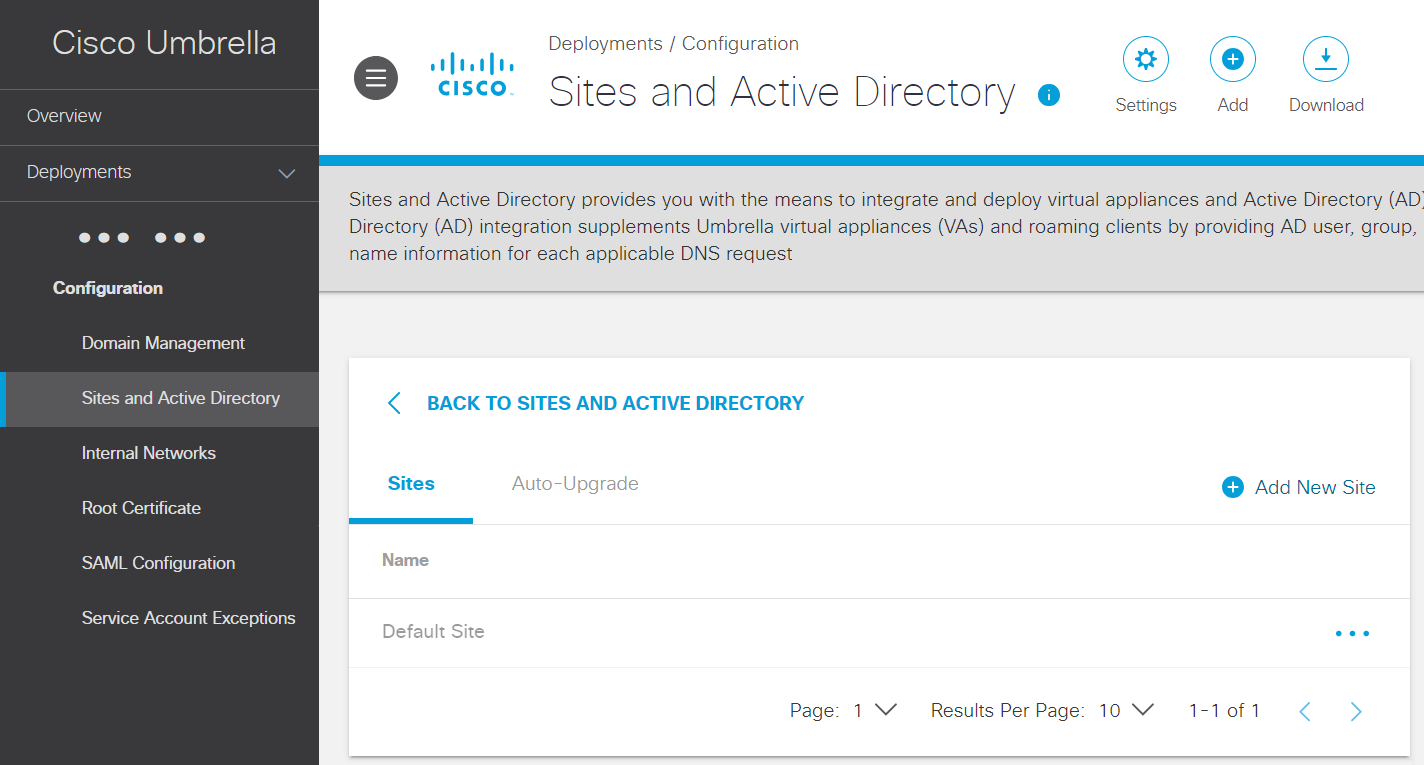 Cisco Umbrella
Overview
Deployments
Configuration
Domain Management
Sites and Active Directory
Internal Networks
Root Certificate
SAML Configuration
Service Account Exceptions
CISCO
Deployments / Configuration
Sites and Active Directory
Settings
Add
Download
Sites and Active Directory provides you with the means to integrate and deploy virtual appliances and Active Directory (AD)
Directory (AD) integration supplements Umbrella virtual appliances (VAs) and roaming clients by providing AD user, group,
name information for each applicable DNS request
BACK TO SITES AND ACTIVE DIRECTORY
Sites
Auto-Upgrade
Add New Site
Name
Default Site
Page: 1
Results Per Page: 10
1-1 of 1